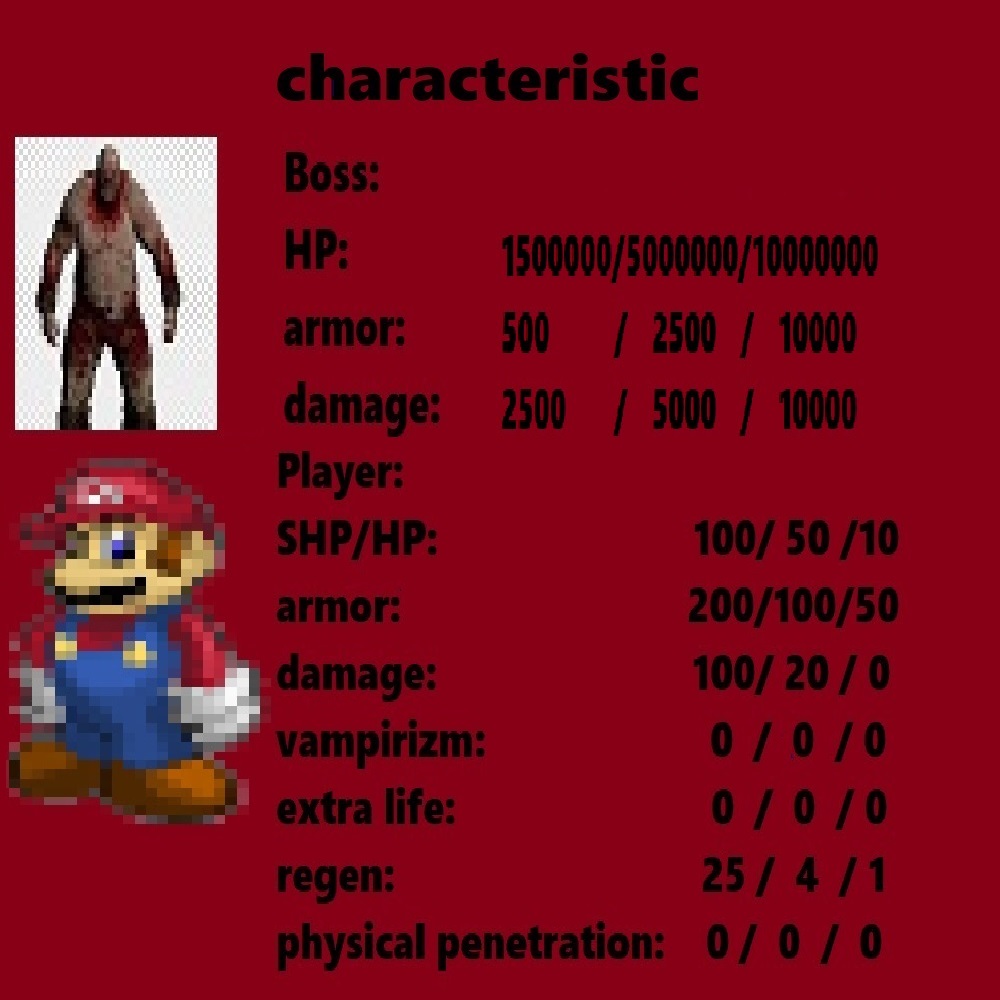 characteristic
Boss:
HP: 1500000/5000000/10000000
armor: 500 / 2500 / 10000
damage: 2500 / 5000 / 10000
Player:
SHP/HP: 100/ 50 /10
armor: 200/100/50
damage: 100/ 20 / 0
vampirizm: 0 / 0 / 0
extra life: 0 / 0 / 0
regen: 25 / 4 / 1
physical penetration: 0 / 0 / 0